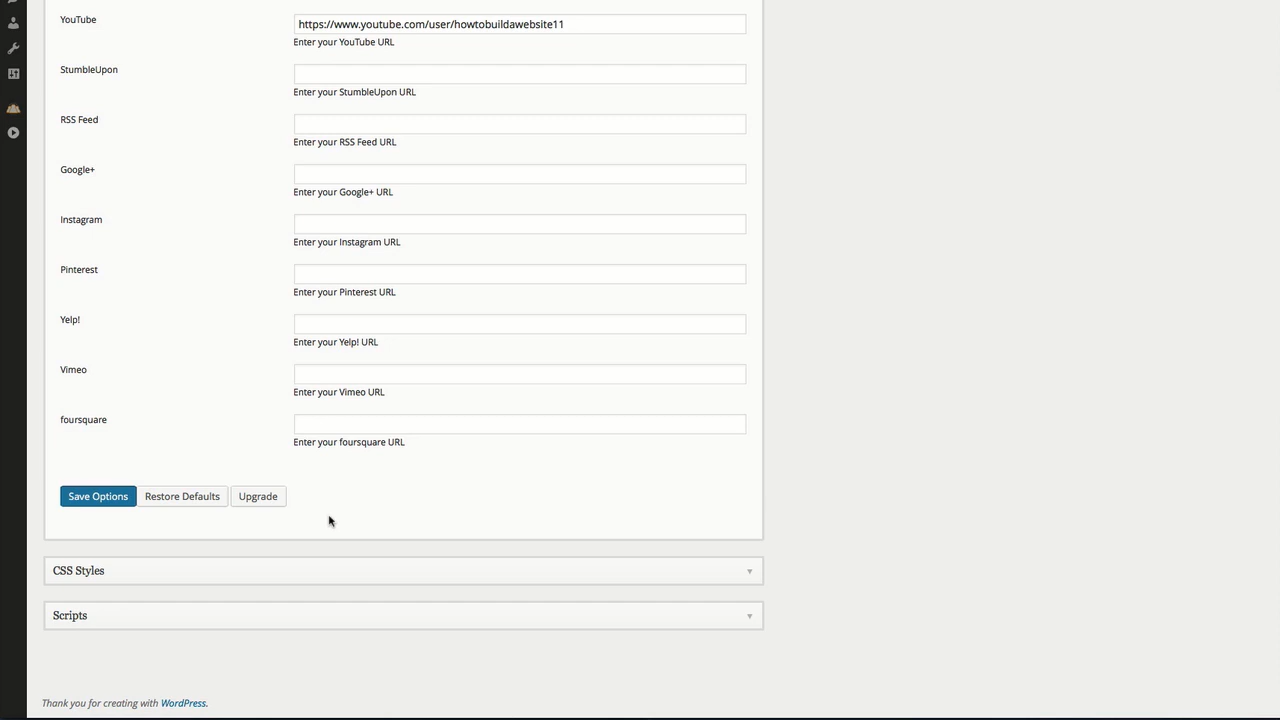 YouTube
https://www.youtube.com/user/howtobuildawebsite11
Enter your YouTube URL
StumbleUpon
Enter your StumbleUpon URL
RSS Feed
Enter your RSS Feed URL
Google+
Enter your Google+ URL
Instagram
Enter your Instagram URL
Pinterest
Enter your Pinterest URL
Yelp!
Enter your Yelp! URL
Vimeo
Enter your Vimeo URL
foursquare
Enter your foursquare URL
Save Options Restore Defaults Upgrade
CSS Styles
Scripts
Thank you for creating with WordPress.